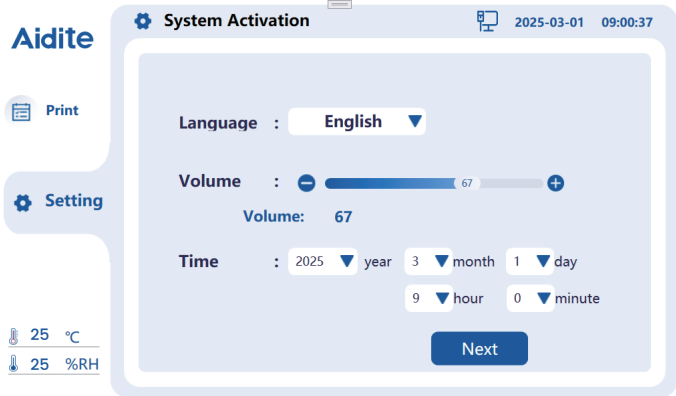 Aidite
System Activation
2025-03-01 09:00:37
Print
Setting
25 ℃
25 %RH
Language : English
Volume : 67
Volume: 67
Time : 2025 year 3 month 1 day
9 hour 0 minute
Next